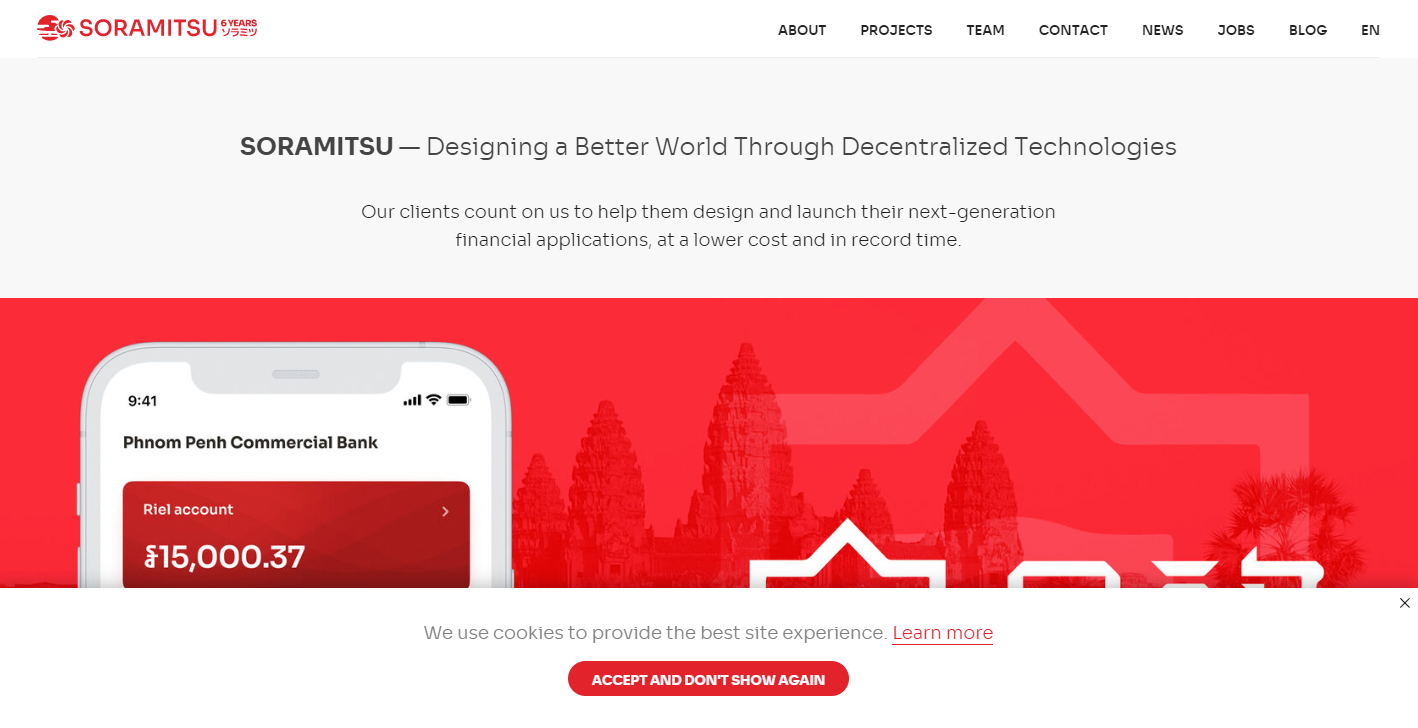 SORAMITSU 6 YEARS
ソラミツ
ABOUT PROJECTS TEAM CONTACT NEWS JOBS BLOG EN
SORAMITSU — Designing a Better World Through Decentralized Technologies
Our clients count on us to help them design and launch their next-generation
financial applications, at a lower cost and in record time.
9:41
Phnom Penh Commercial Bank
Riel account
៛15,000.37
We use cookies to provide the best site experience. Learn more
ACCEPT AND DON'T SHOW AGAIN